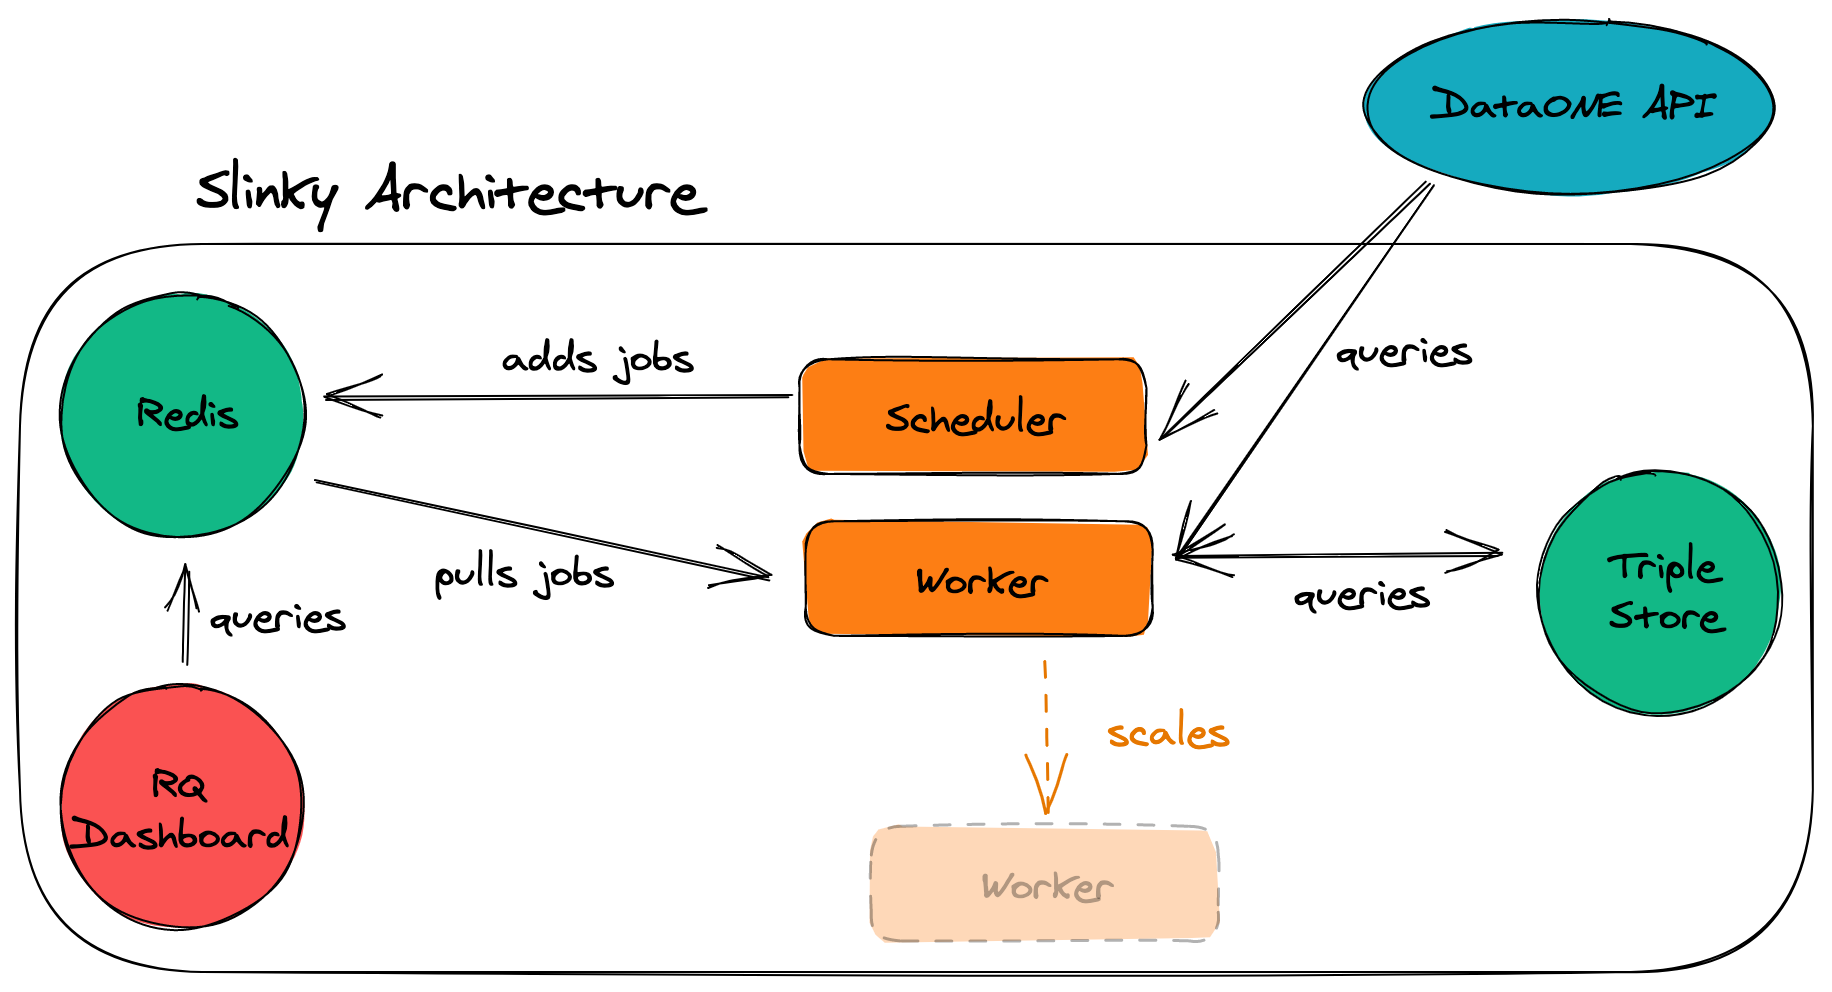 DataONE API
Slinky Architecture
adds jobs
queries
Redis
Scheduler
pulls jobs
Worker
queries
Triple
Store
queries
scales
RQ
Dashboard
Worker